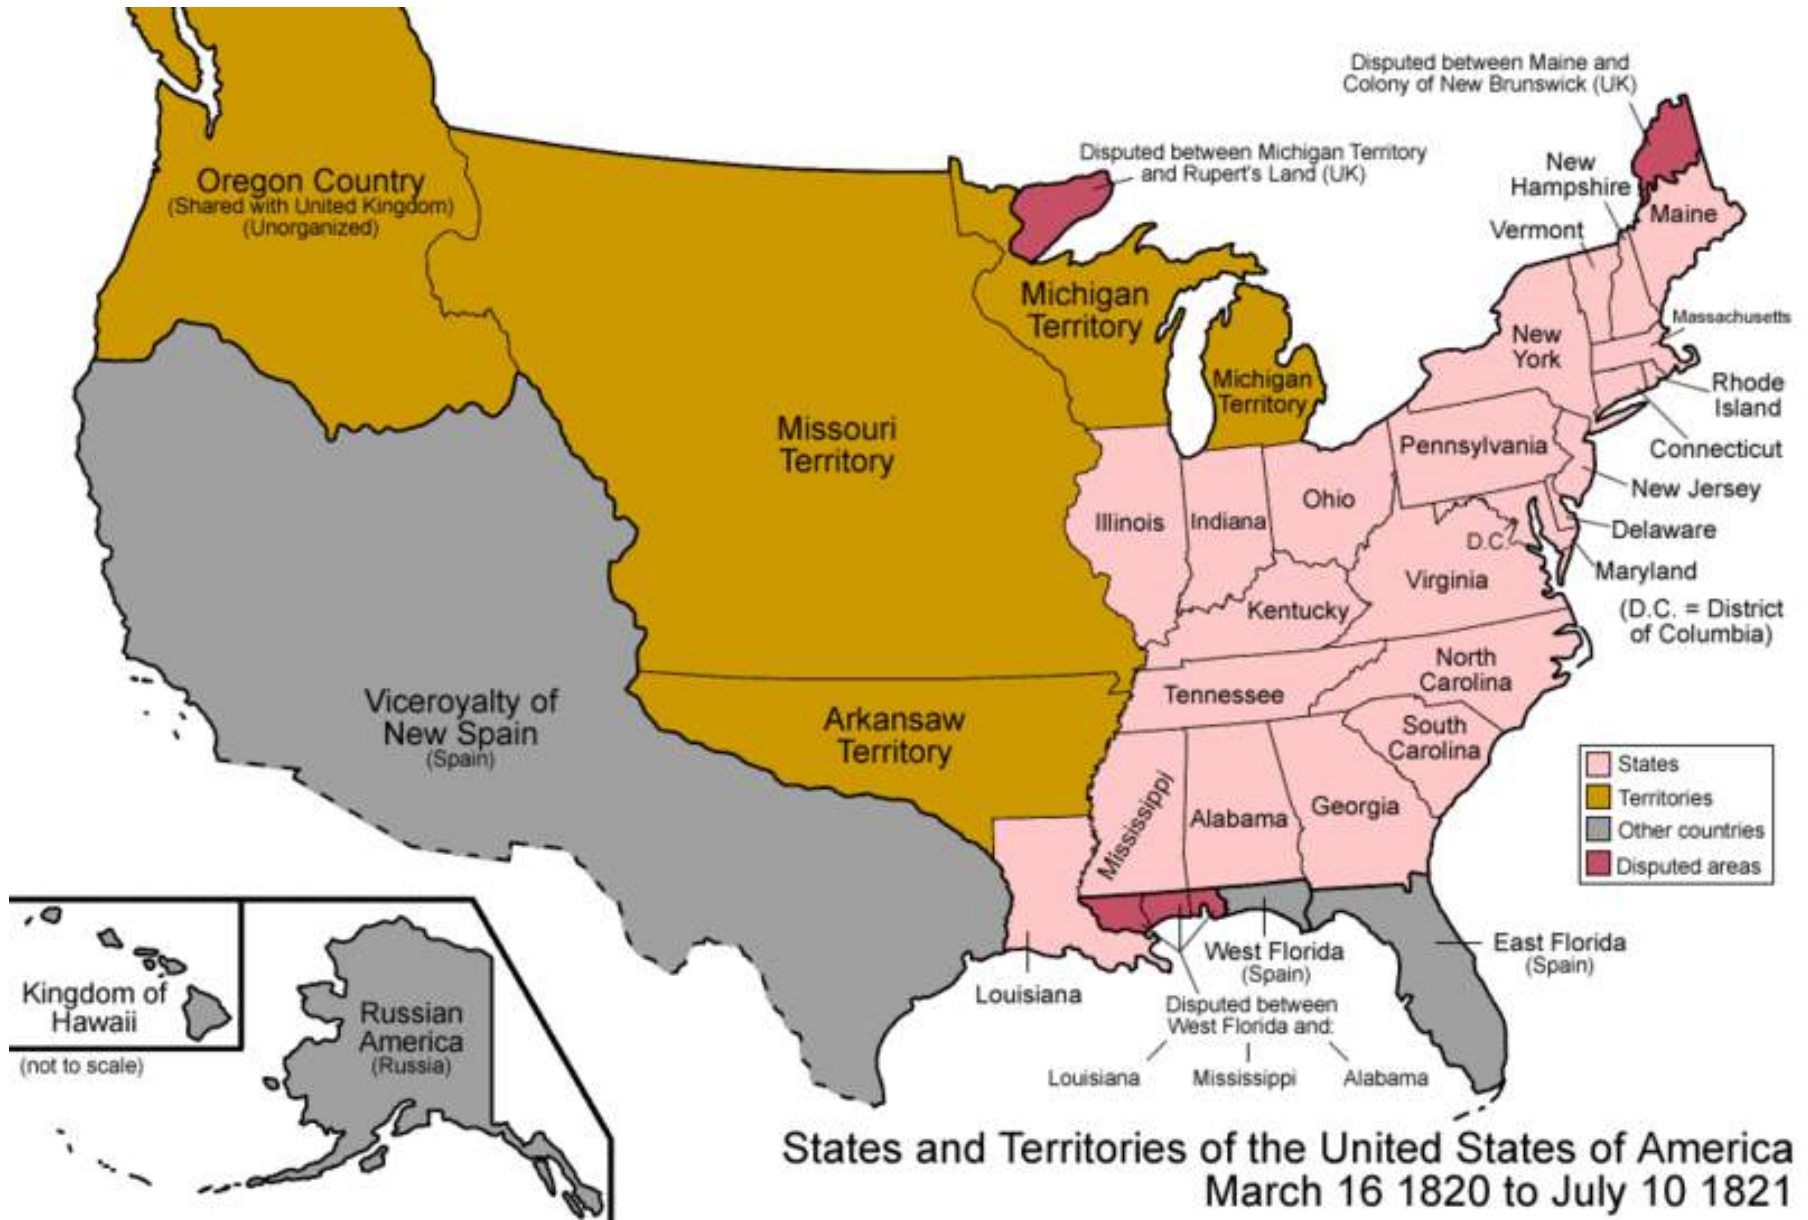 Disputed between Maine and
Colony of New Brunswick (UK)
Disputed between Michigan Territory
and Rupert's Land (UK)
New
Hampshire
Vermont
Maine
Oregon Country
(Shared with United Kingdom)
(Unorganized)
Michigan
Territory
Massachusetts
New
York
Michigan
Territory
Rhode
Island
Missouri
Territory
Pennsylvania
Connecticut
New Jersey
Illinois
Indiana
Ohio
Delaware
D.C.
Maryland
Virginia
Kentucky
(D.C. = District
of Columbia)
North
Carolina
Tennessee
Viceroyalty of
New Spain
(Spain)
Arkansaw
Territory
South
Carolina
States
Territories
Other countries
Disputed areas
Mississippi
Alabama
Georgia
West Florida
(Spain)
East Florida
(Spain)
Louisiana
Disputed between
West Florida and:
Louisiana
Mississippi
Alabama
Kingdom of
Hawaii
(not to scale)
Russian
America
(Russia)
States and Territories of the United States of America
March 16 1820 to July 10 1821